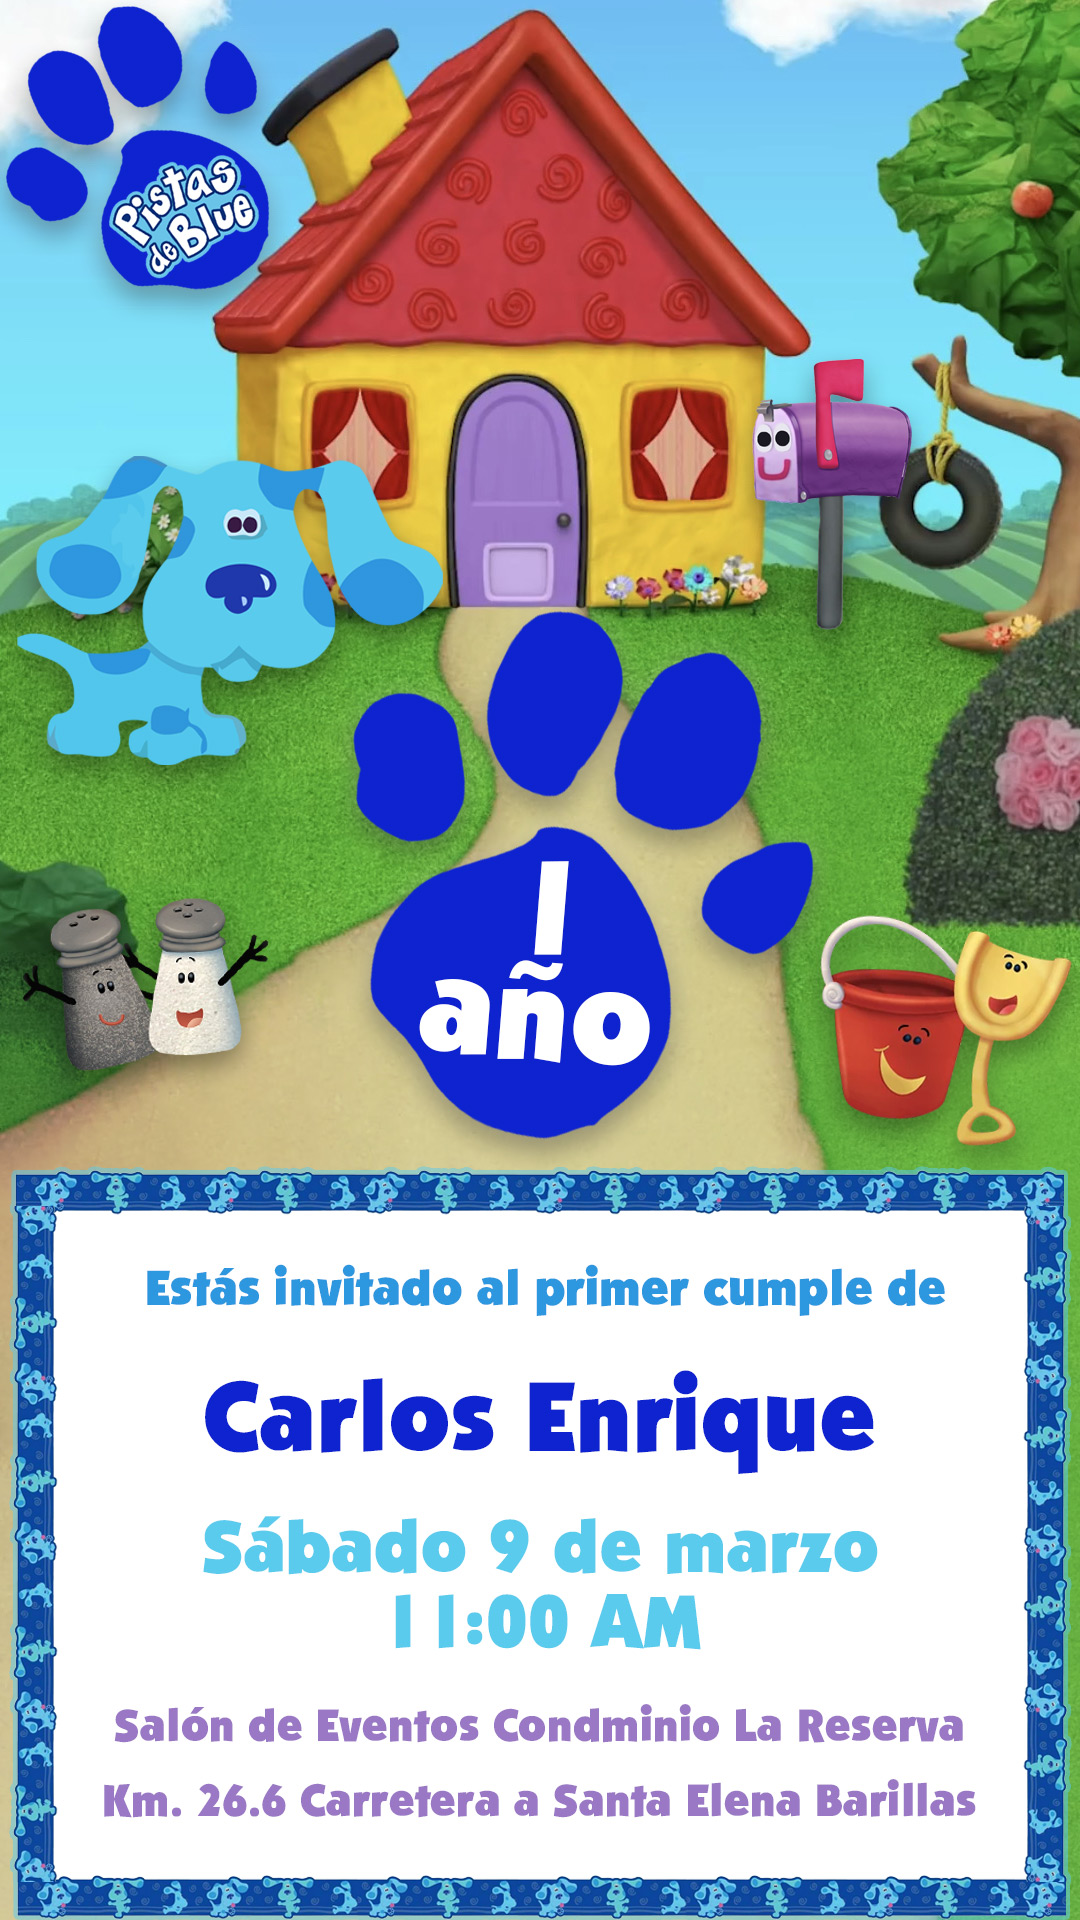 Pistas
de Blue
1
año
Estás invitado al primer cumple de
Carlos Enrique
Sábado 9 de marzo
11:00 AM
Salón de Eventos Condminio La Reserva
Km. 26.6 Carretera a Santa Elena Barillas